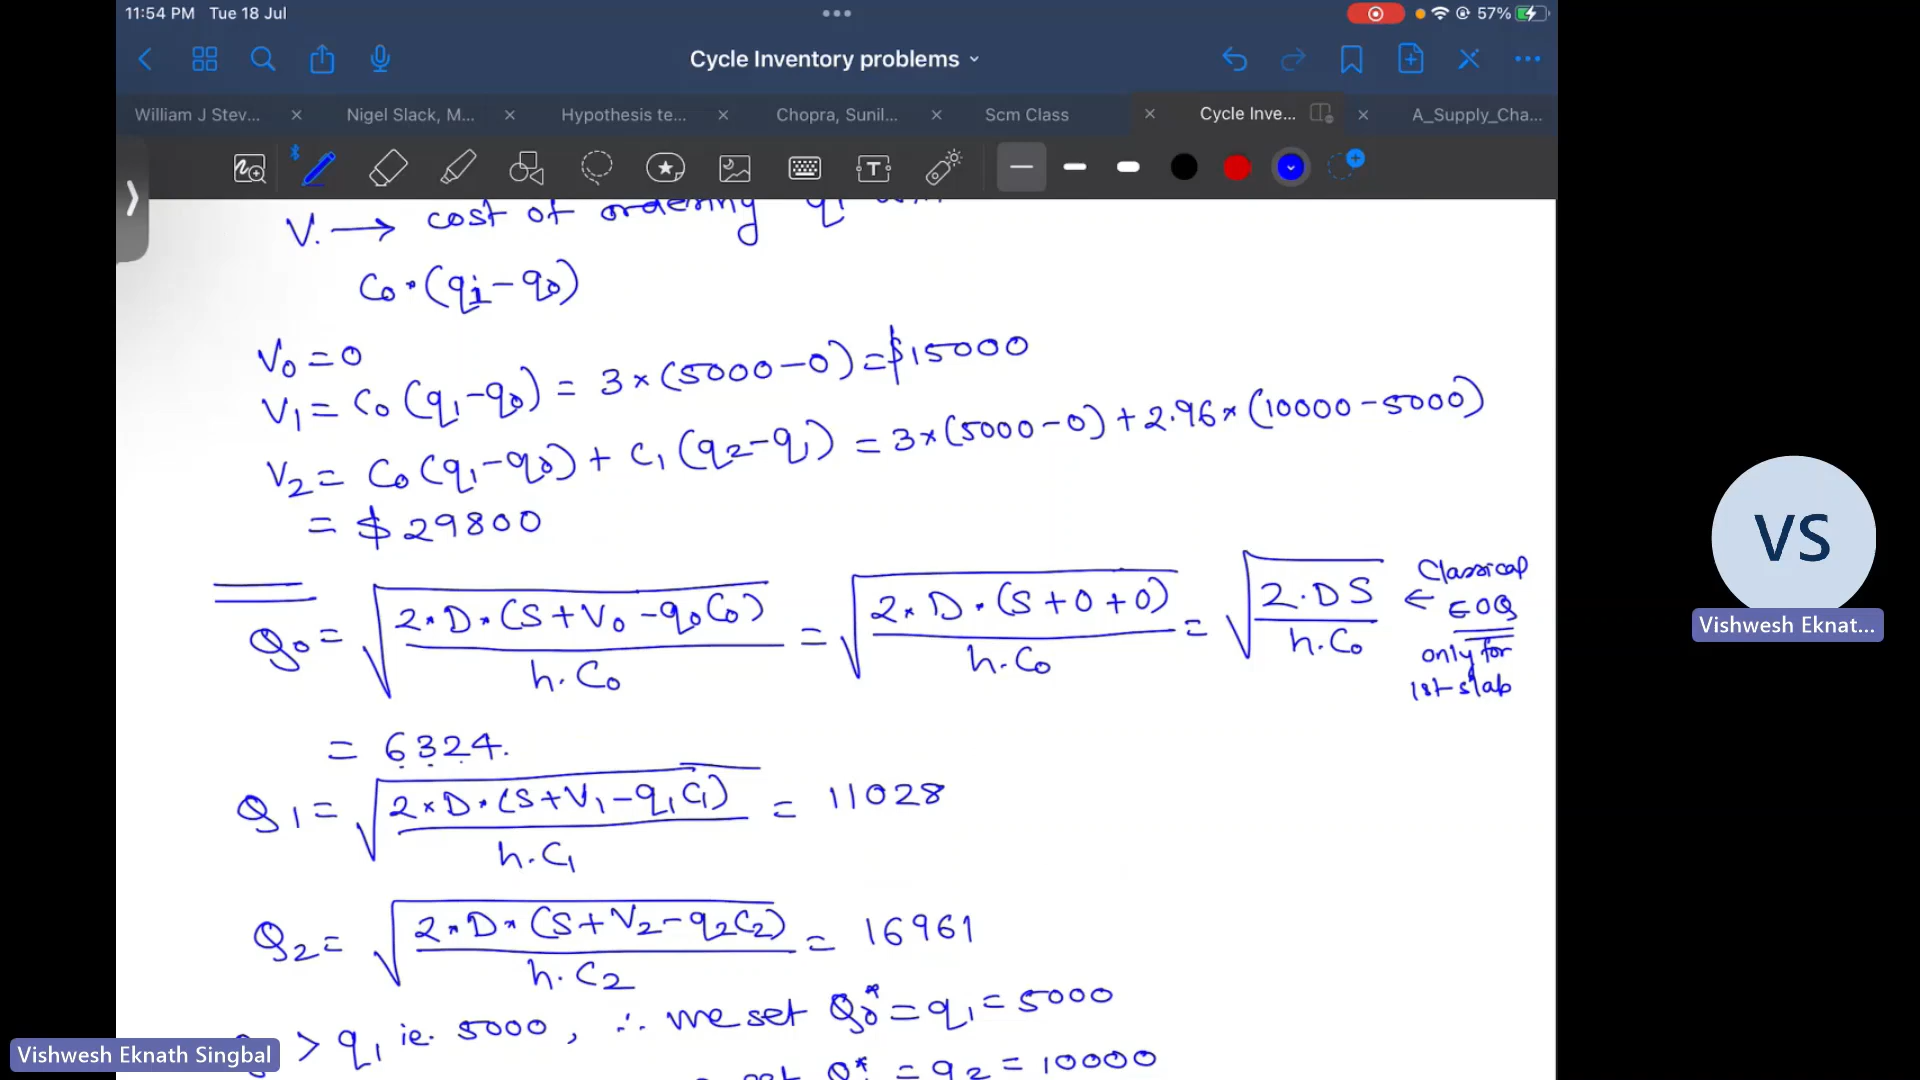 11:54 PM Tue 18 Jul
57%
Cycle Inventory problems
William J Stev...
Nigel Slack, M...
Hypothesis te...
Chopra, Sunil...
Scm Class
Cycle Inve...
A_Supply_Cha...
V. → cost of ordering
C₀·(qi−q₀)
V₀ = 0
V₁ = C₀(q₁−q₀) = 3×(5000−0) = $15000
V₂ = C₀(q₁−q₀) + C₁(q₂−q₁) = 3×(5000−0) + 2.96×(10000−5000)
= $29800
Q₀ = √(2×D×(S+V₀−q₀C₀) / h.C₀) = √(2×D·(S+0+0) / h.C₀) = √(2.DS / h.C₀) ← Classical EOQ only for 1st slab
= 6324.
Q₁ = √(2×D·(S+V₁−q₁C₁) / h.C₁) = 11028
Q₂ = √(2×D×(S+V₂−q₂C₂) / h.C₂) = 16961
> q₁ ie. 5000, ∴ we set Q₀* = q₁ = 5000
= q₂ = 10000
VS
Vishwesh Eknat...
Vishwesh Eknath Singbal